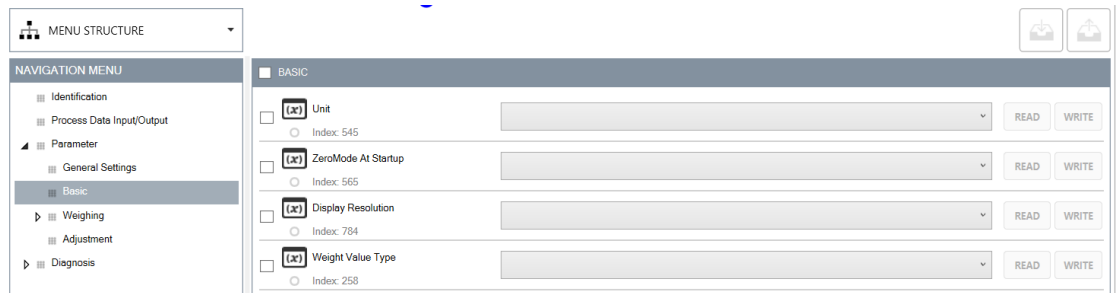 MENU STRUCTURE
NAVIGATION MENU
Identification
Process Data Input/Output
Parameter
General Settings
Basic
Weighing
Adjustment
Diagnosis
BASIC
(x) Unit
READ WRITE
Index: 545
(x) ZeroMode At Startup
READ WRITE
Index: 565
(x) Display Resolution
READ WRITE
Index: 784
(x) Weight Value Type
READ WRITE
Index: 258